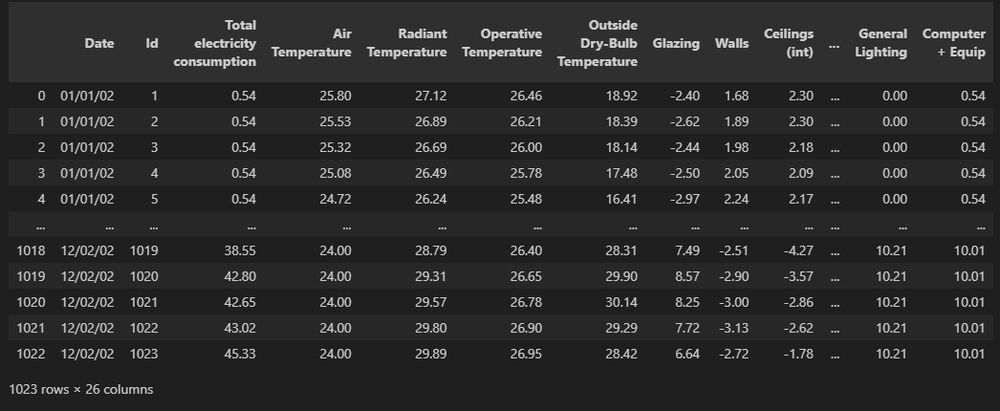 Date Id Total electricity consumption Air Temperature Radiant Temperature Operative Temperature Outside Dry-Bulb Temperature Glazing Walls Ceilings (int) ... General Lighting Computer + Equip
0 01/01/02 1 0.54 25.80 27.12 26.46 18.92 -2.40 1.68 2.30 ... 0.00 0.54
1 01/01/02 2 0.54 25.53 26.89 26.21 18.39 -2.62 1.89 2.30 ... 0.00 0.54
2 01/01/02 3 0.54 25.32 26.69 26.00 18.14 -2.44 1.98 2.18 ... 0.00 0.54
3 01/01/02 4 0.54 25.08 26.49 25.78 17.48 -2.50 2.05 2.09 ... 0.00 0.54
4 01/01/02 5 0.54 24.72 26.24 25.48 16.41 -2.97 2.24 2.17 ... 0.00 0.54
... ... ... ... ... ... ... ... ... ... ... ... ... ...
1018 12/02/02 1019 38.55 24.00 28.79 26.40 28.31 7.49 -2.51 -4.27 ... 10.21 10.01
1019 12/02/02 1020 42.80 24.00 29.31 26.65 29.90 8.57 -2.90 -3.57 ... 10.21 10.01
1020 12/02/02 1021 42.65 24.00 29.57 26.78 30.14 8.25 -3.00 -2.86 ... 10.21 10.01
1021 12/02/02 1022 43.02 24.00 29.80 26.90 29.29 7.72 -3.13 -2.62 ... 10.21 10.01
1022 12/02/02 1023 45.33 24.00 29.89 26.95 28.42 6.64 -2.72 -1.78 ... 10.21 10.01
1023 rows × 26 columns